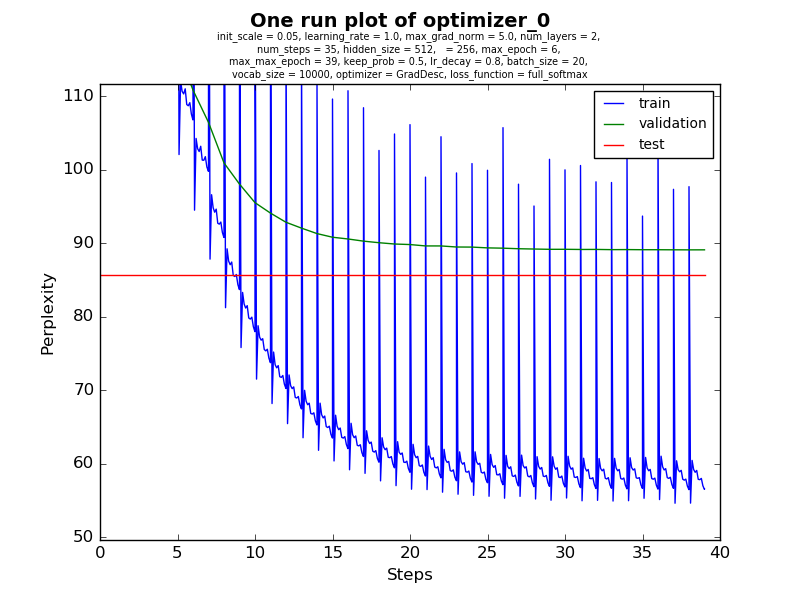 One run plot of optimizer_0
init_scale = 0.05, learning_rate = 1.0, max_grad_norm = 5.0, num_layers = 2,
num_steps = 35, hidden_size = 512,   = 256, max_epoch = 6,
max_max_epoch = 39, keep_prob = 0.5, lr_decay = 0.8, batch_size = 20,
vocab_size = 10000, optimizer = GradDesc, loss_function = full_softmax
train
validation
test
110
100
90
80
70
60
50
Perplexity
0 5 10 15 20 25 30 35 40
Steps